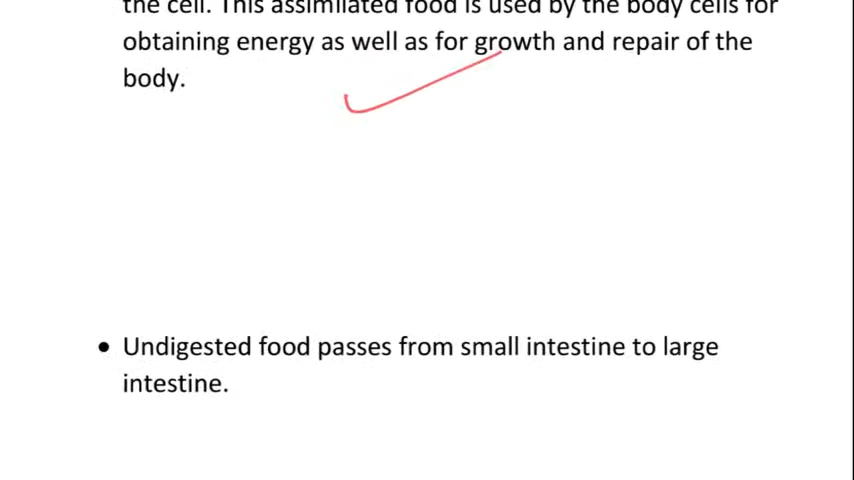 the cell. This assimilated food is used by the body cells for
obtaining energy as well as for growth and repair of the
body.
• Undigested food passes from small intestine to large
intestine.